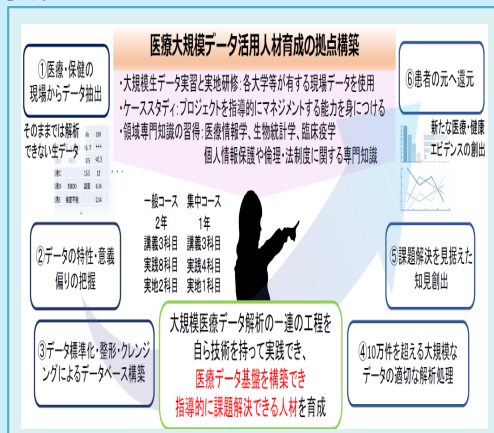 医療大規模データ活用人材育成の拠点構築
・大規模生データ実習と実地研修：各大学等が有する現場データを使用
・ケーススタディ：プロジェクトを指導的にマネジメントする能力を身につける
・領域専門知識の習得：医療情報学、生物統計学、臨床疫学
個人情報保護や倫理・法制度に関する専門知識
①医療・保健の
現場からデータ抽出
そのままでは解析
できない生データ
②データの特性・意義
偏りの把握
③データ標準化・整形・クレンジ
ングによるデータベース構築
一般コース 集中コース
2年 1年
講義3科目 講義3科目
実践8科目 実践4科目
実地2科目 実地1科目
大規模医療データ解析の一連の工程を
自ら技術を持って実践でき、
医療データ基盤を構築でき
指導的に課題解決できる人材を育成
④10万件を超える大規模な
データの適切な解析処理
⑤課題解決を見据えた
知見創出
⑥患者の元へ還元
新たな医療・健康
エビデンスの創出